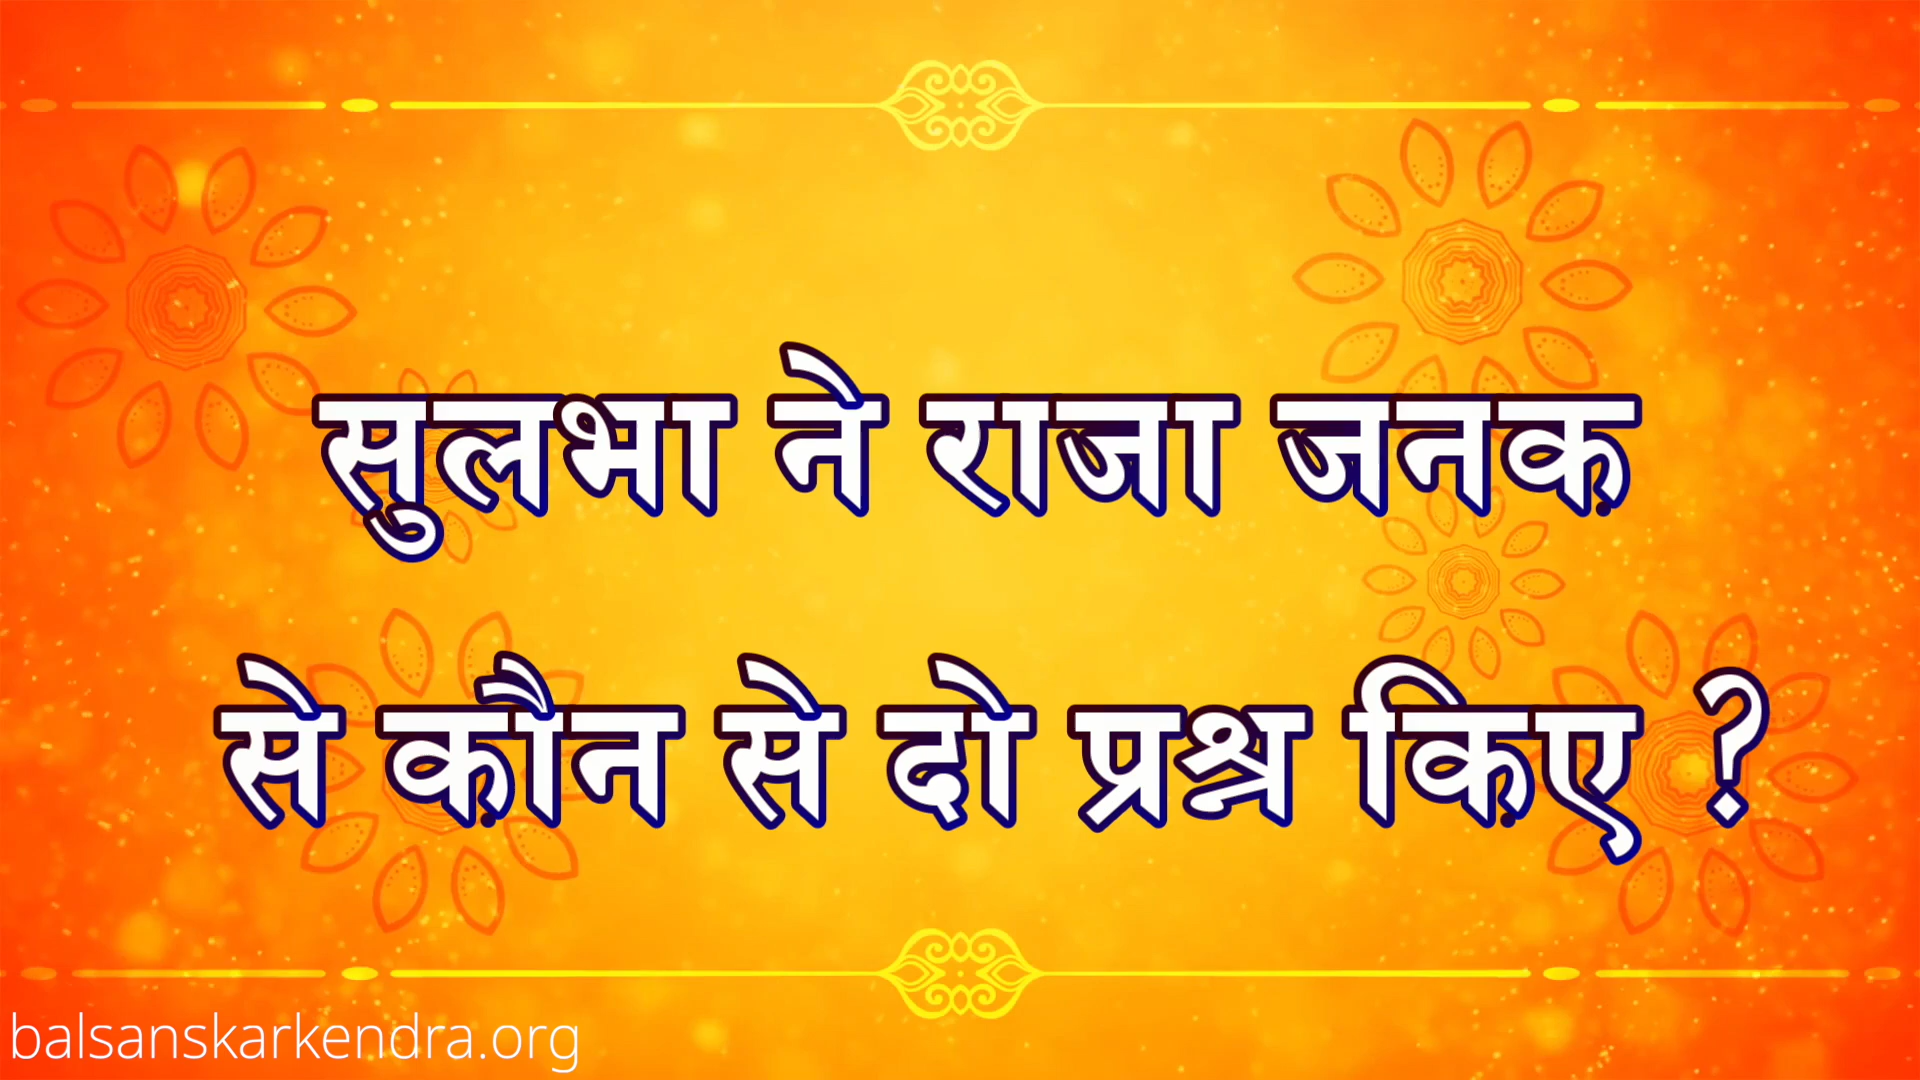 सुलभा ने राजा जनक़
से क़ौन से दो प्रश्न क़िए ?
balsanskarkendra.org